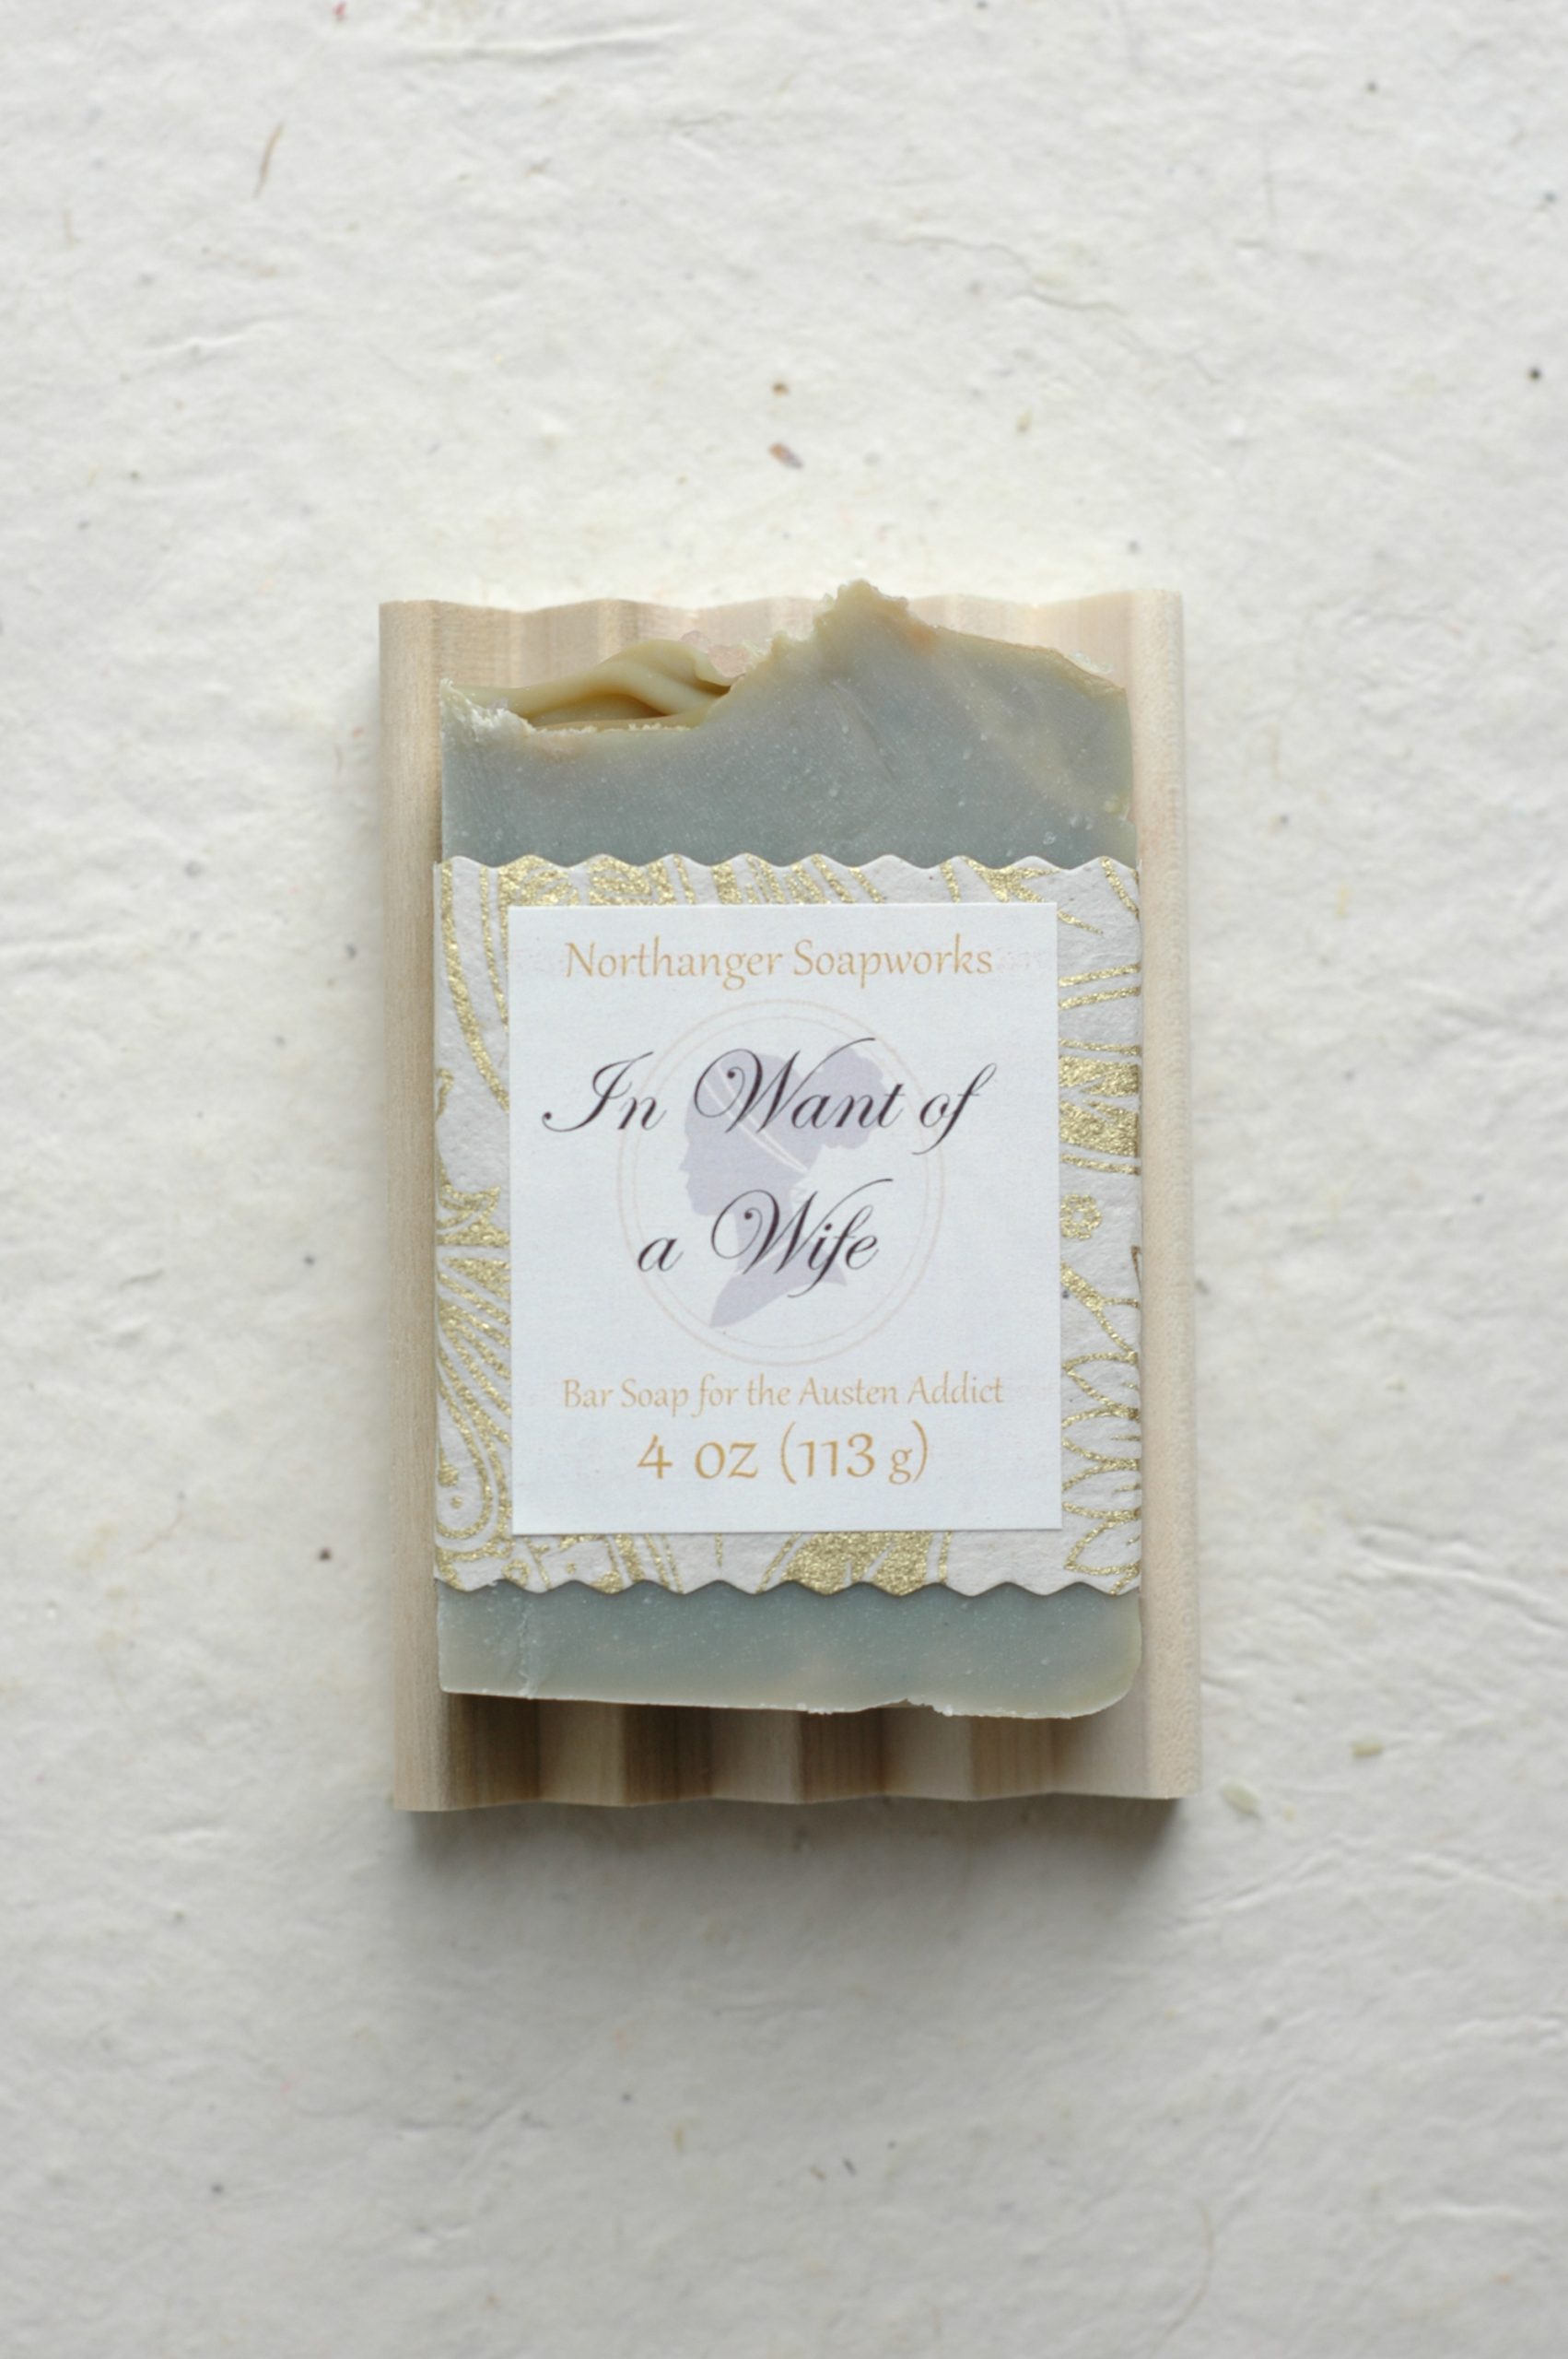 Northanger Soapworks
In Want of
a Wife
Bar Soap for the Austen Addict
4 oz (113 g)